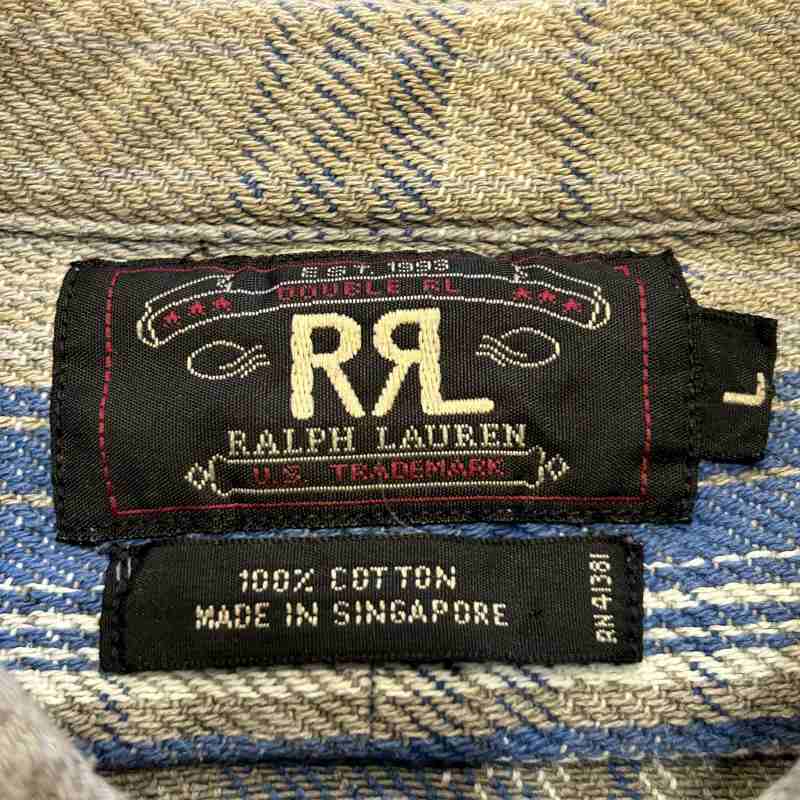 EST. 1993
DOUBLE RL
RRL
RALPH LAUREN
U.S. TRADEMARK
L
100% COTTON
MADE IN SINGAPORE
RN 41381